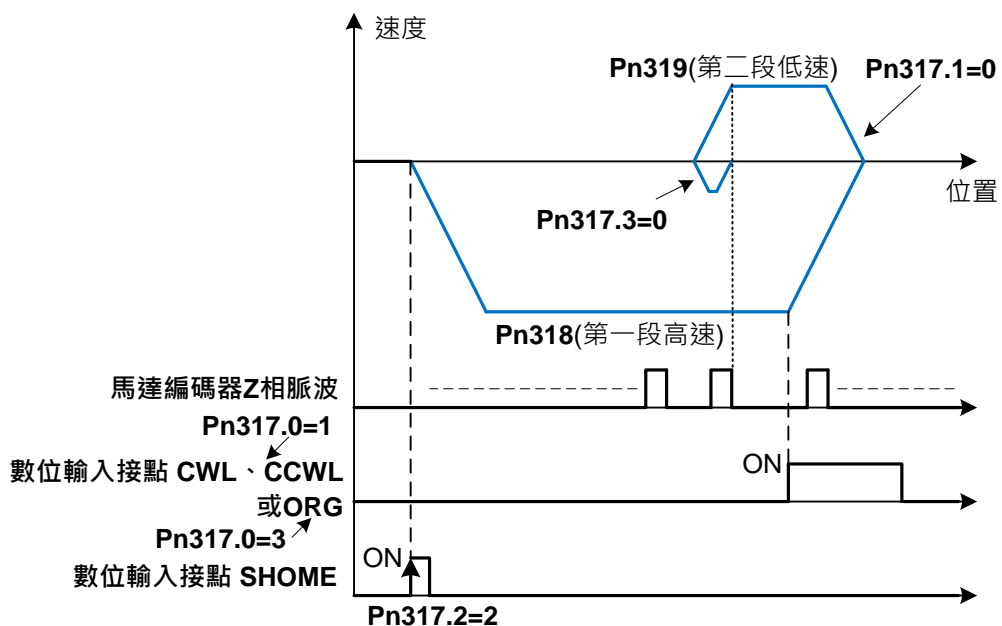 速度
Pn319(第二段低速)
Pn317.1=0
位置
Pn317.3=0
Pn318(第一段高速)
馬達編碼器Z相脈波
Pn317.0=1
數位輸入接點 CWL、CCWL
或ORG
ON
Pn317.0=3
數位輸入接點 SHOME
ON
Pn317.2=2